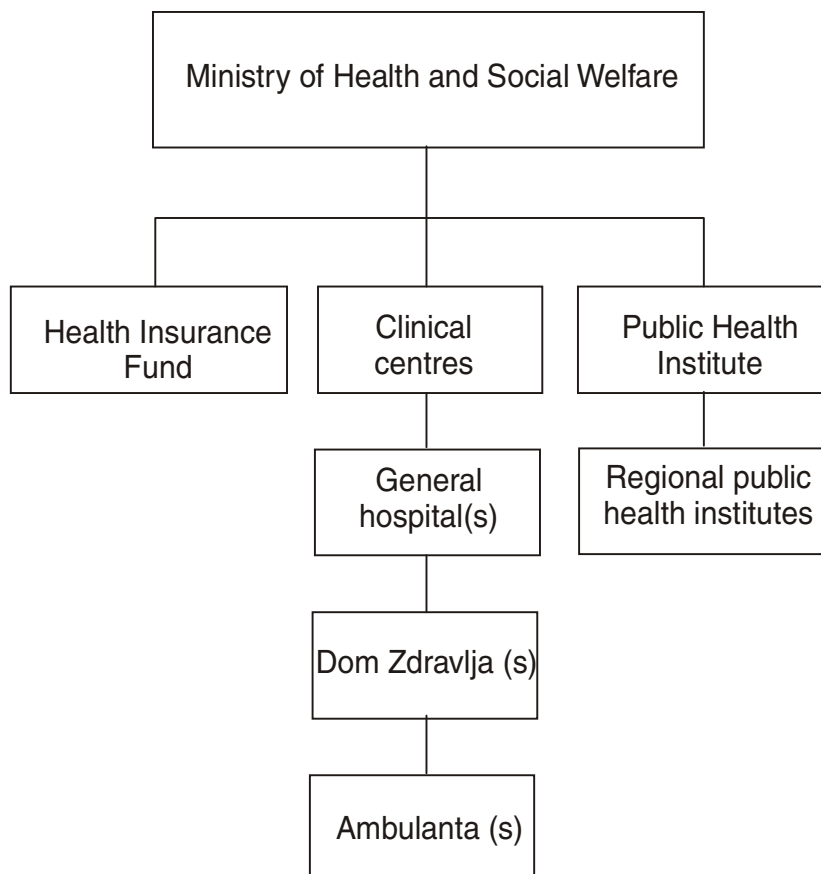 Ministry of Health and Social Welfare
Health Insurance
Fund
Clinical
centres
Public Health
Institute
General
hospital(s)
Regional public
health institutes
Dom Zdravlja (s)
Ambulanta (s)